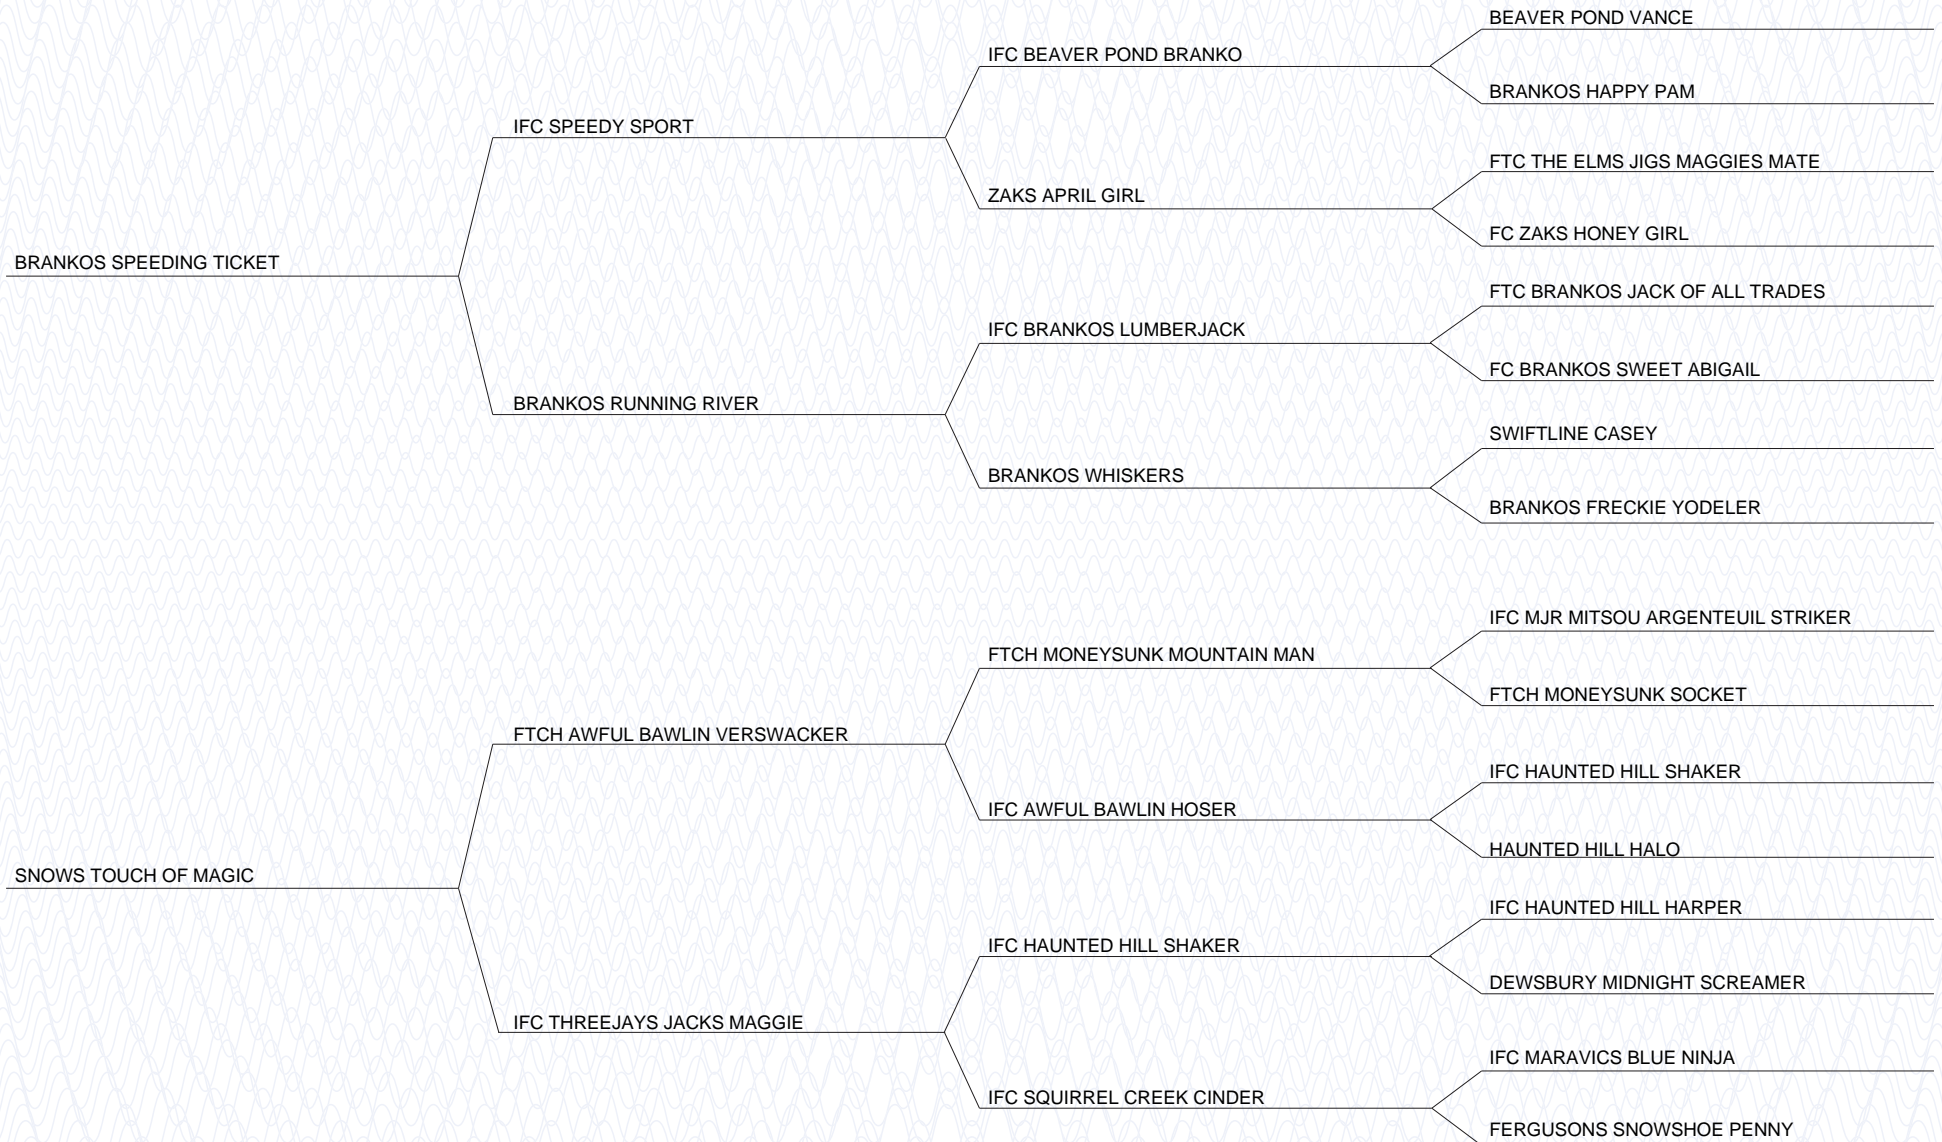 BEAVER POND VANCE
IFC BEAVER POND BRANKO
BRANKOS HAPPY PAM
IFC SPEEDY SPORT
FTC THE ELMS JIGS MAGGIES MATE
ZAKS APRIL GIRL
FC ZAKS HONEY GIRL
BRANKOS SPEEDING TICKET
FTC BRANKOS JACK OF ALL TRADES
IFC BRANKOS LUMBERJACK
FC BRANKOS SWEET ABIGAIL
BRANKOS RUNNING RIVER
SWIFTLINE CASEY
BRANKOS WHISKERS
BRANKOS FRECKIE YODELER
IFC MJR MITSOU ARGENTEUIL STRIKER
FTCH MONEYSUNK MOUNTAIN MAN
FTCH MONEYSUNK SOCKET
FTCH AWFUL BAWLIN VERSWACKER
IFC HAUNTED HILL SHAKER
IFC AWFUL BAWLIN HOSER
HAUNTED HILL HALO
SNOWS TOUCH OF MAGIC
IFC HAUNTED HILL HARPER
IFC HAUNTED HILL SHAKER
DEWSBURY MIDNIGHT SCREAMER
IFC THREEJAYS JACKS MAGGIE
IFC MARAVICS BLUE NINJA
IFC SQUIRREL CREEK CINDER
FERGUSONS SNOWSHOE PENNY